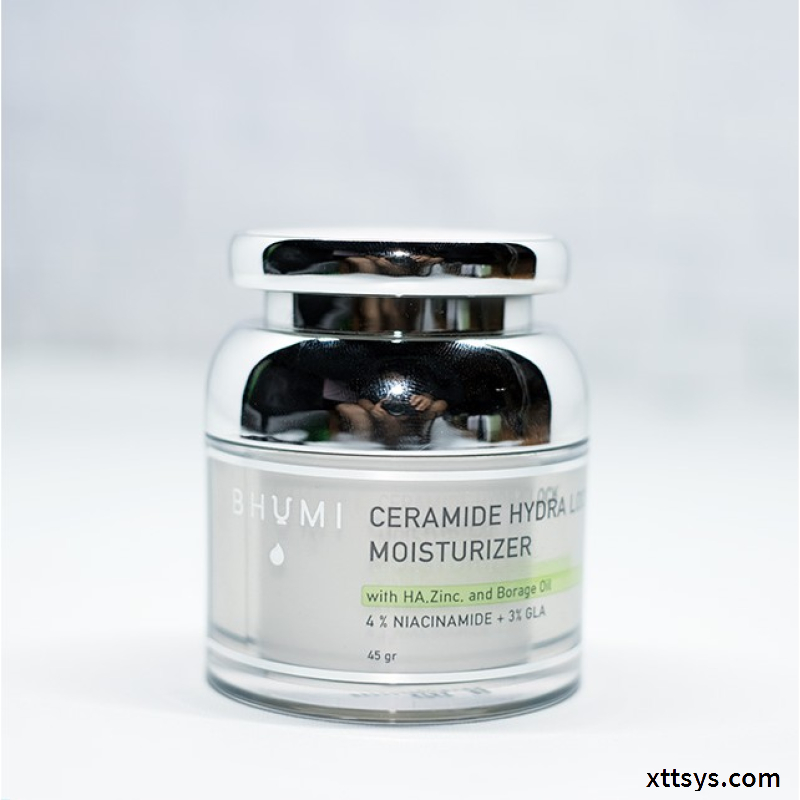 BHUMI
CERAMIDE HYDRA
MOISTURIZER
with HA,Zinc, and Borage Oil
4 % NIACINAMIDE + 3% GLA
45 gr
xttsys.com